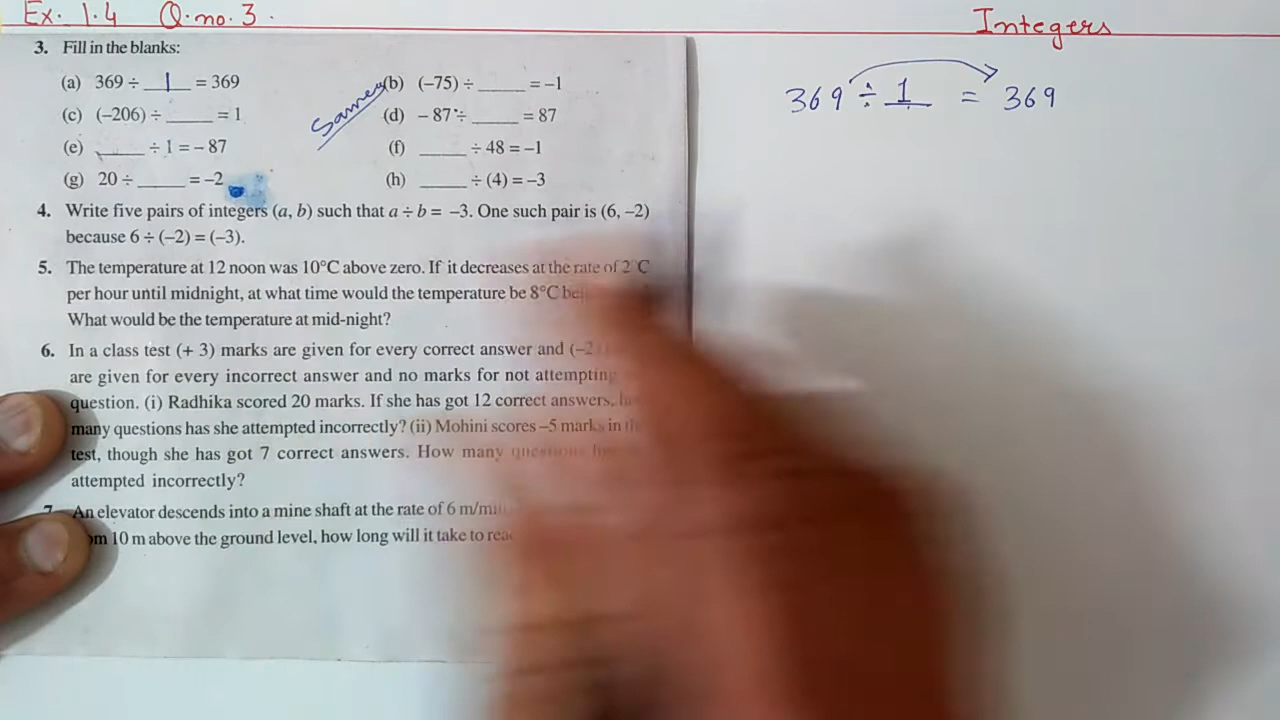 Ex. 1.4 Q.no. 3.
Integers
3. Fill in the blanks:
(a) 369 ÷ 1 = 369
(b) (–75) ÷ _____ = –1
Same
(c) (–206) ÷ _____ = 1
(d) – 87 ÷ _____ = 87
(e) _____ ÷ 1 = – 87
(f) _____ ÷ 48 = –1
(g) 20 ÷ _____ = –2
(h) _____ ÷ (4) = –3
4. Write five pairs of integers (a, b) such that a ÷ b = –3. One such pair is (6, –2)
because 6 ÷ (–2) = (–3).
5. The temperature at 12 noon was 10°C above zero. If it decreases at the rate of 2°C
per hour until midnight, at what time would the temperature be 8°C
What would be the temperature at mid-night?
6. In a class test (+ 3) marks are given for every correct answer and (–2)
are given for every incorrect answer and no marks for not attempting
question. (i) Radhika scored 20 marks. If she has got 12 correct answers,
many questions has she attempted incorrectly? (ii) Mohini scores –5 marks in
test, though she has got 7 correct answers. How many questions
attempted incorrectly?
7. An elevator descends into a mine shaft at the rate of 6
10 m above the ground level, how long will it take to
369 ÷ 1 = 369